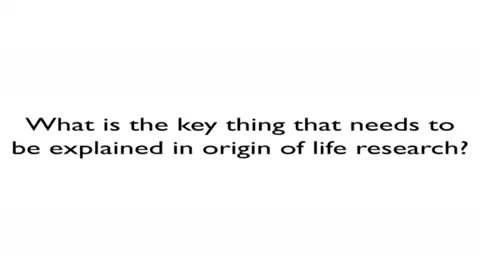 What is the key thing that needs to
be explained in origin of life research?